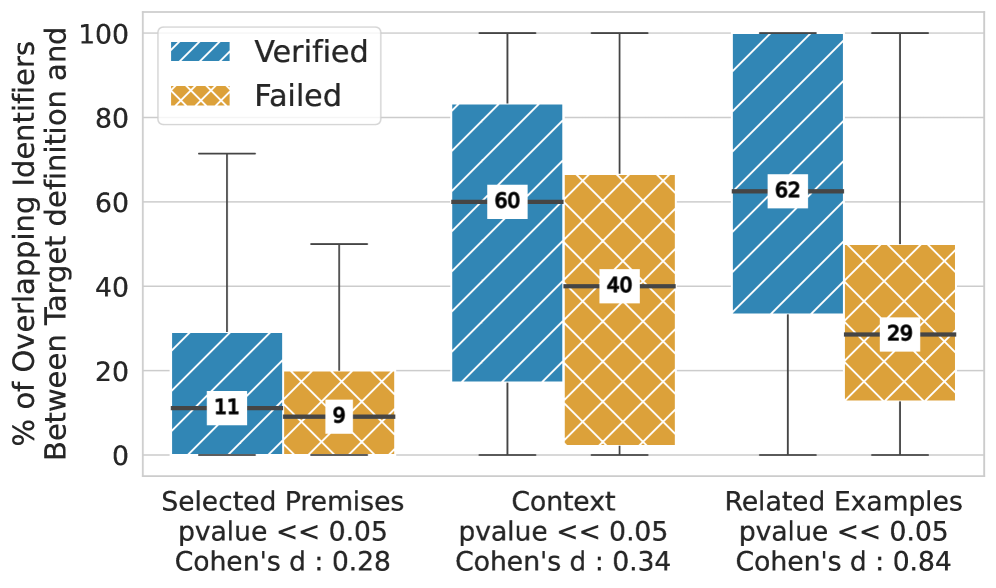 % of Overlapping Identifiers
Between Target definition and
100
80
60
40
20
0
Verified
Failed
11
9
60
40
62
29
Selected Premises
pvalue << 0.05
Cohen's d : 0.28
Context
pvalue << 0.05
Cohen's d : 0.34
Related Examples
pvalue << 0.05
Cohen's d : 0.84